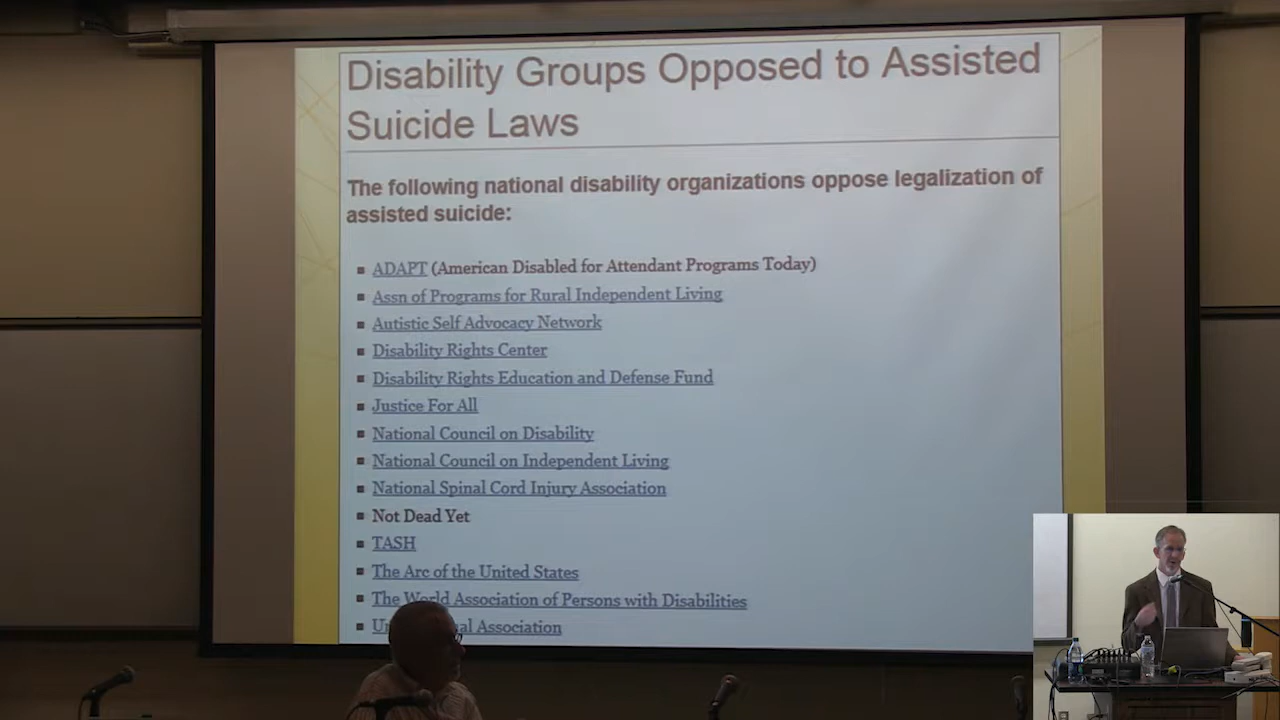 Disability Groups Opposed to Assisted
Suicide Laws
The following national disability organizations oppose legalization of
assisted suicide:
ADAPT (American Disabled for Attendant Programs Today)
Assn of Programs for Rural Independent Living
Autistic Self Advocacy Network
Disability Rights Center
Disability Rights Education and Defense Fund
Justice For All
National Council on Disability
National Council on Independent Living
National Spinal Cord Injury Association
Not Dead Yet
TASH
The Arc of the United States
The World Association of Persons with Disabilities
Association